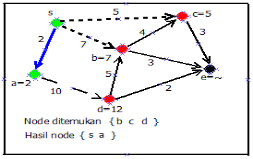 s
5
c=5
2
7
4
3
b=7
3
e=~
a=2
10
5
2
d=12
Node ditemukan { b c d }
Hasil node { s a }